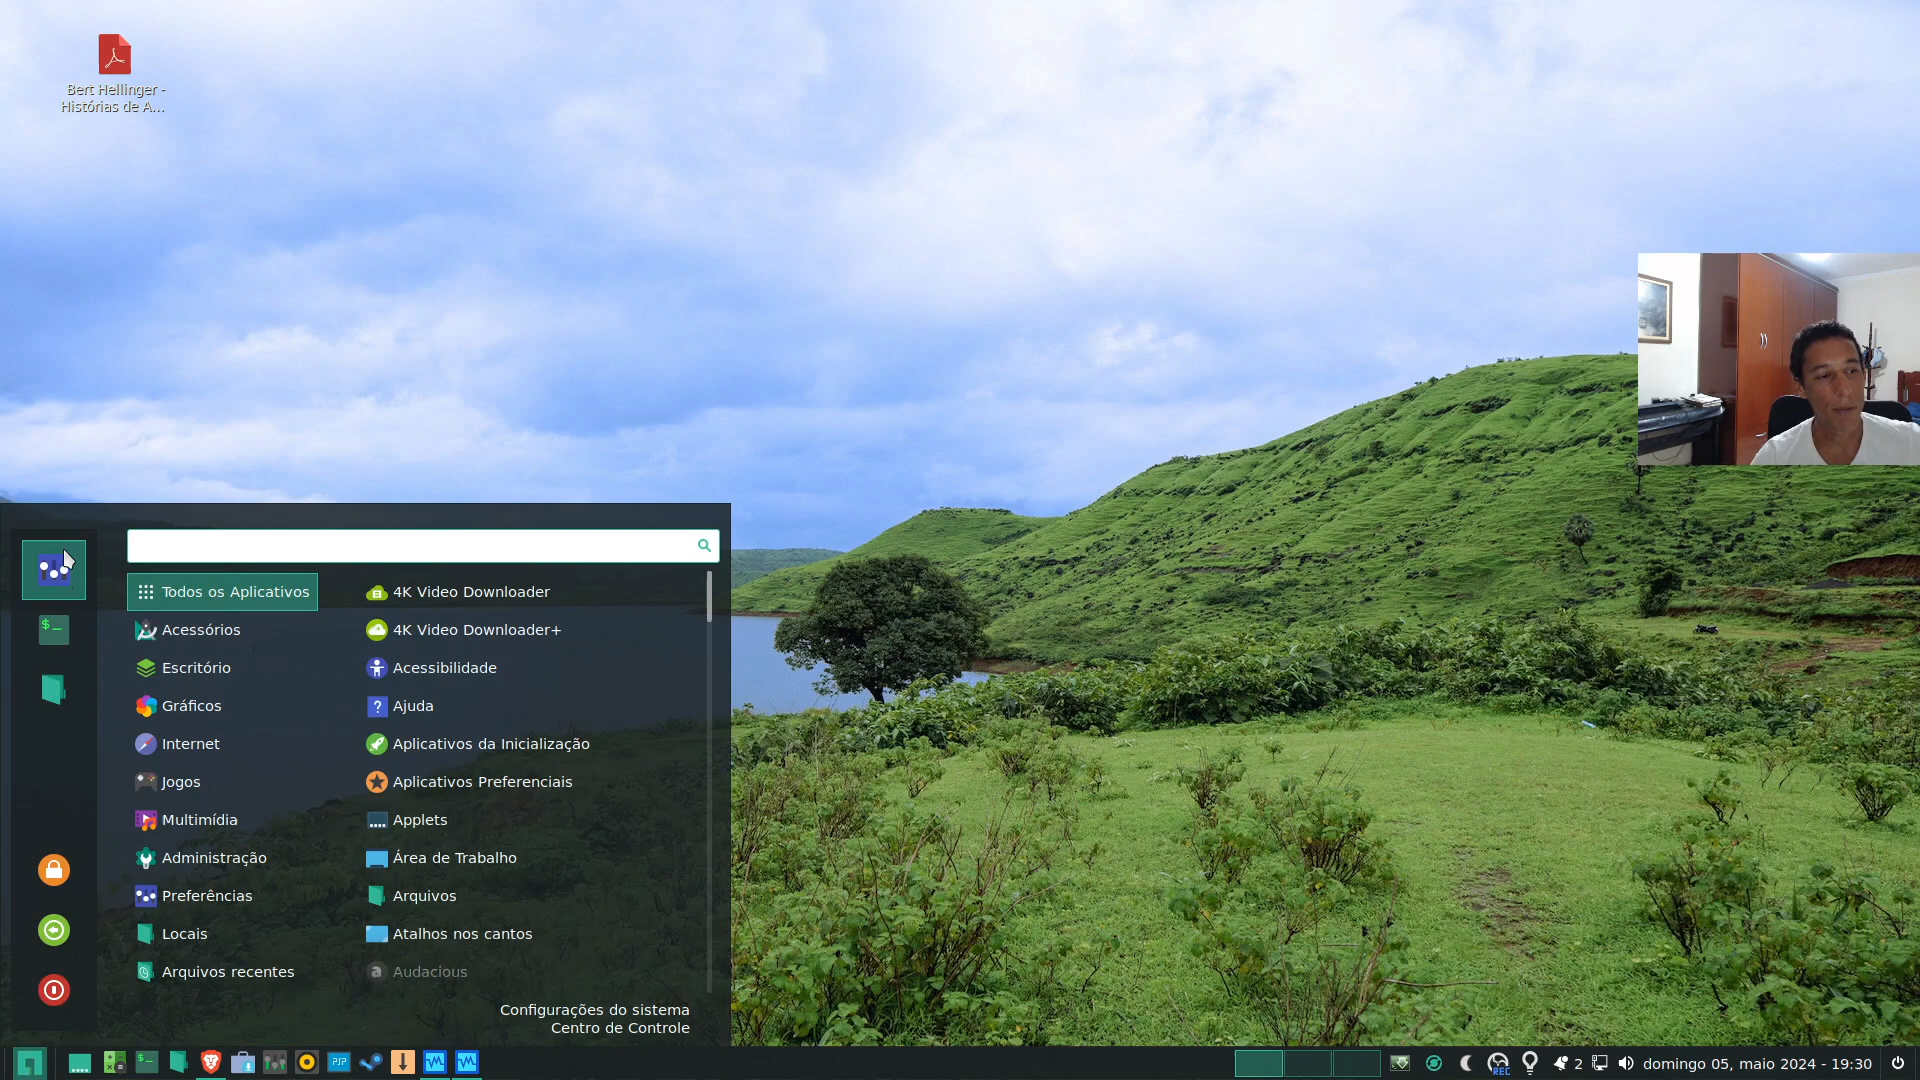 Bert Hellinger -
Histórias de A...
Todos os Aplicativos
Acessórios
Escritório
Gráficos
Internet
Jogos
Multimídia
Administração
Preferências
Locais
Arquivos recentes
4K Video Downloader
4K Video Downloader+
Acessibilidade
Ajuda
Aplicativos da Inicialização
Aplicativos Preferenciais
Applets
Área de Trabalho
Arquivos
Atalhos nos cantos
Audacious
Configurações do sistema
Centro de Controle
PSP
REC
2
domingo 05, maio 2024 - 19:30